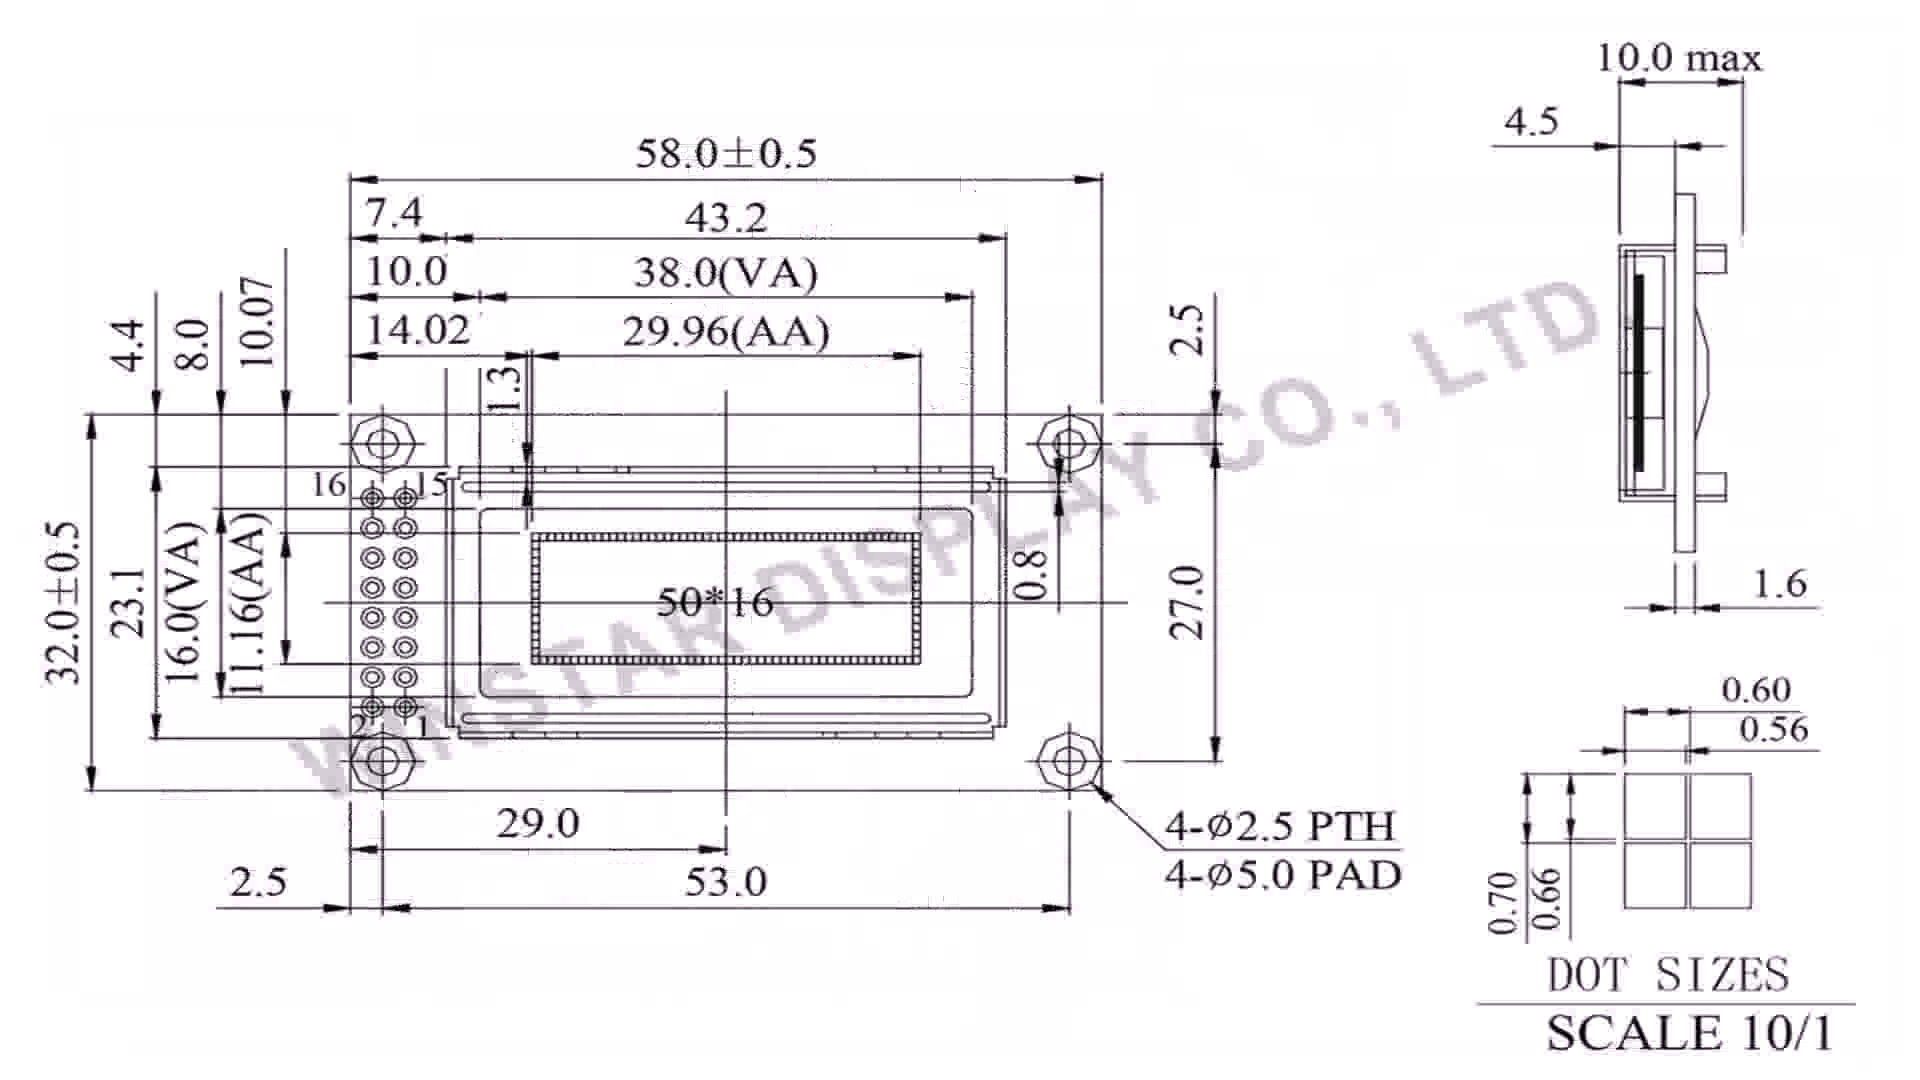 10.0 max
4.5
58.0±0.5
7.4
43.2
10.0
38.0(VA)
14.02
29.96(AA)
4.4
8.0
10.07
1.3
2.5
16
15
32.0±0.5
23.1
16.0(VA)
11.16(AA)
50*16
0.8
27.0
1.6
2
1
WINSTAR DISPLAY CO., LTD.
0.60
0.56
29.0
4-Ø2.5 PTH
4-Ø5.0 PAD
2.5
53.0
0.70
0.66
DOT SIZES
SCALE 10/1